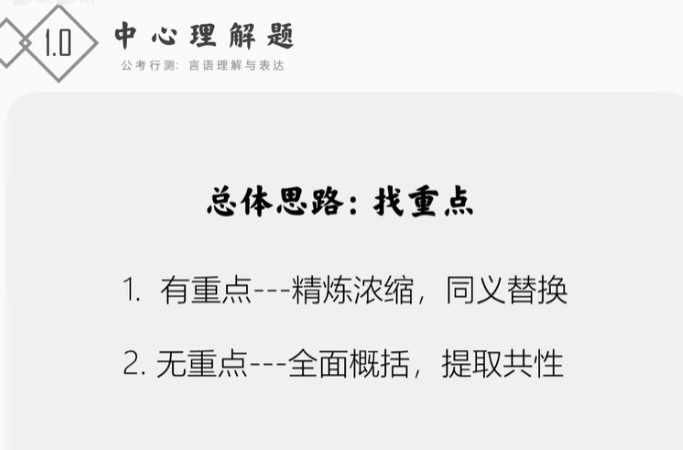 1.0
中心理解题
公考行测: 言语理解与表达
总体思路: 找重点
1. 有重点---精炼浓缩，同义替换
2. 无重点---全面概括，提取共性